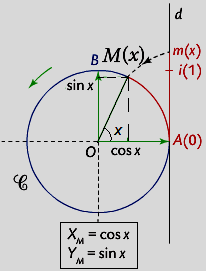 d
m(x)
B
M(x)
i(1)
sin x
x
O
cos x
A(0)
𝒞
X_M = cos x
Y_M = sin x